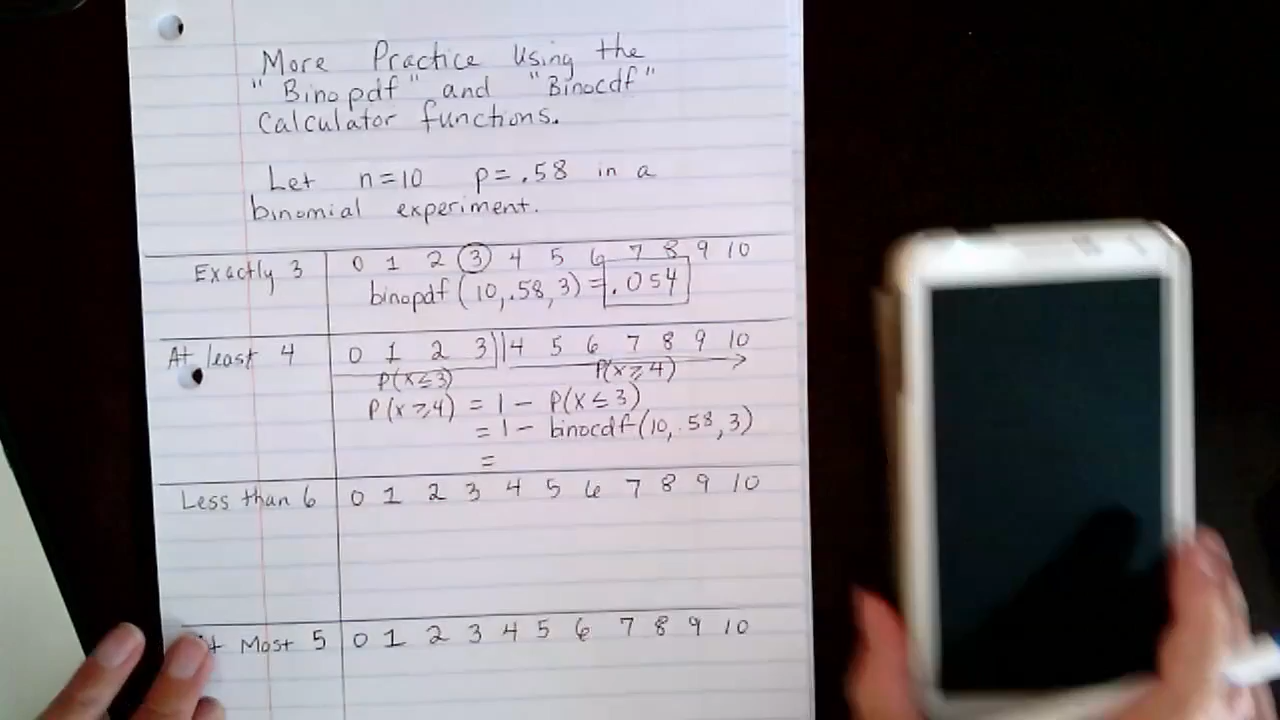 More Practice Using the
"Binopdf" and "Binocdf"
Calculator functions.
Let n=10 p=.58 in a
binomial experiment.
Exactly 3 0 1 2 3 4 5 6 7 8 9 10
binopdf(10,.58,3)=.054
At least 4 0 1 2 3 4 5 6 7 8 9 10
P(x≤3) P(x≥4)
P(x≥4) = 1 - P(x≤3)
= 1 - binocdf(10,.58,3)
=
Less than 6 0 1 2 3 4 5 6 7 8 9 10
Most 5 0 1 2 3 4 5 6 7 8 9 10